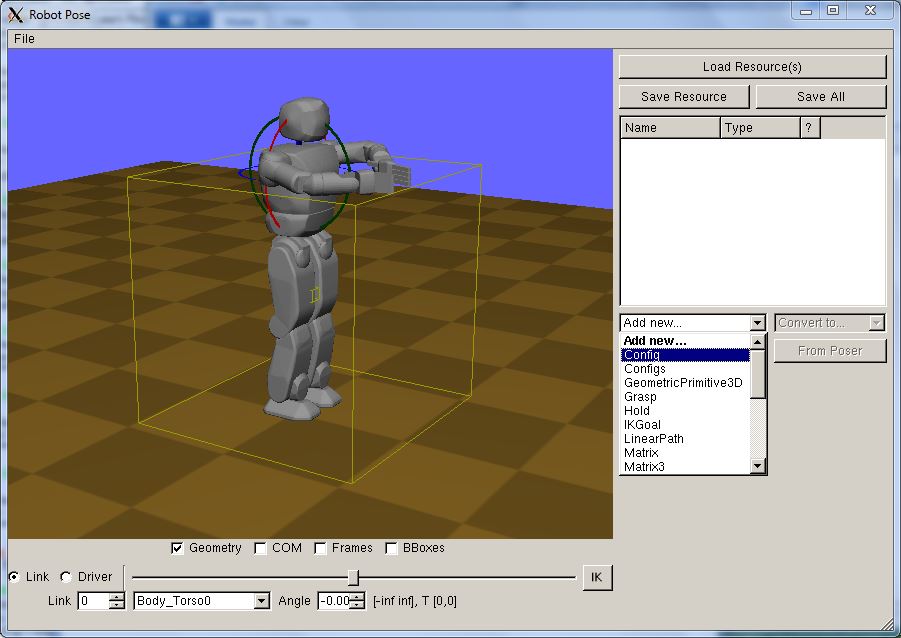 Robot Pose
File
Load Resource(s)
Save Resource
Save All
Name
Type
?
Add new...
Convert to...
Add new...
Config
From Poser
Configs
GeometricPrimitive3D
Grasp
Hold
IKGoal
LinearPath
Matrix
Matrix3
Geometry
COM
Frames
BBoxes
Link
Driver
IK
Link
0
Body_Torso0
Angle
-0.00
[-inf inf], T [0,0]